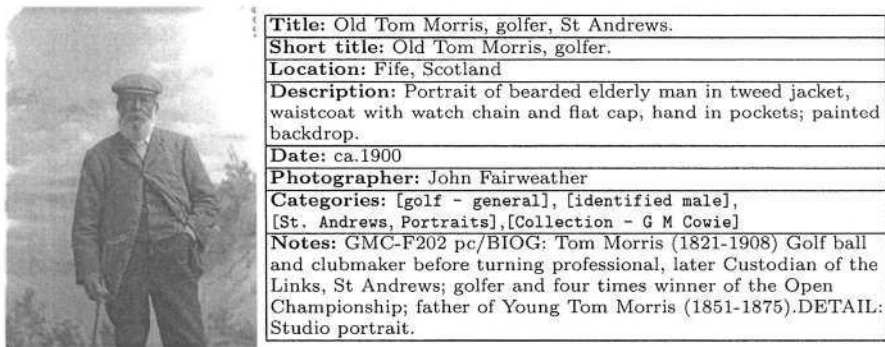 Title: Old Tom Morris, golfer, St Andrews.
Short title: Old Tom Morris, golfer.
Location: Fife, Scotland
Description: Portrait of bearded elderly man in tweed jacket,
waistcoat with watch chain and flat cap, hand in pockets; painted
backdrop.
Date: ca.1900
Photographer: John Fairweather
Categories: [golf - general], [identified male],
[St. Andrews, Portraits],[Collection - G M Cowie]
Notes: GMC-F202 pc/BIOG: Tom Morris (1821-1908) Golf ball
and clubmaker before turning professional, later Custodian of the
Links, St Andrews; golfer and four times winner of the Open
Championship; father of Young Tom Morris (1851-1875).DETAIL:
Studio portrait.